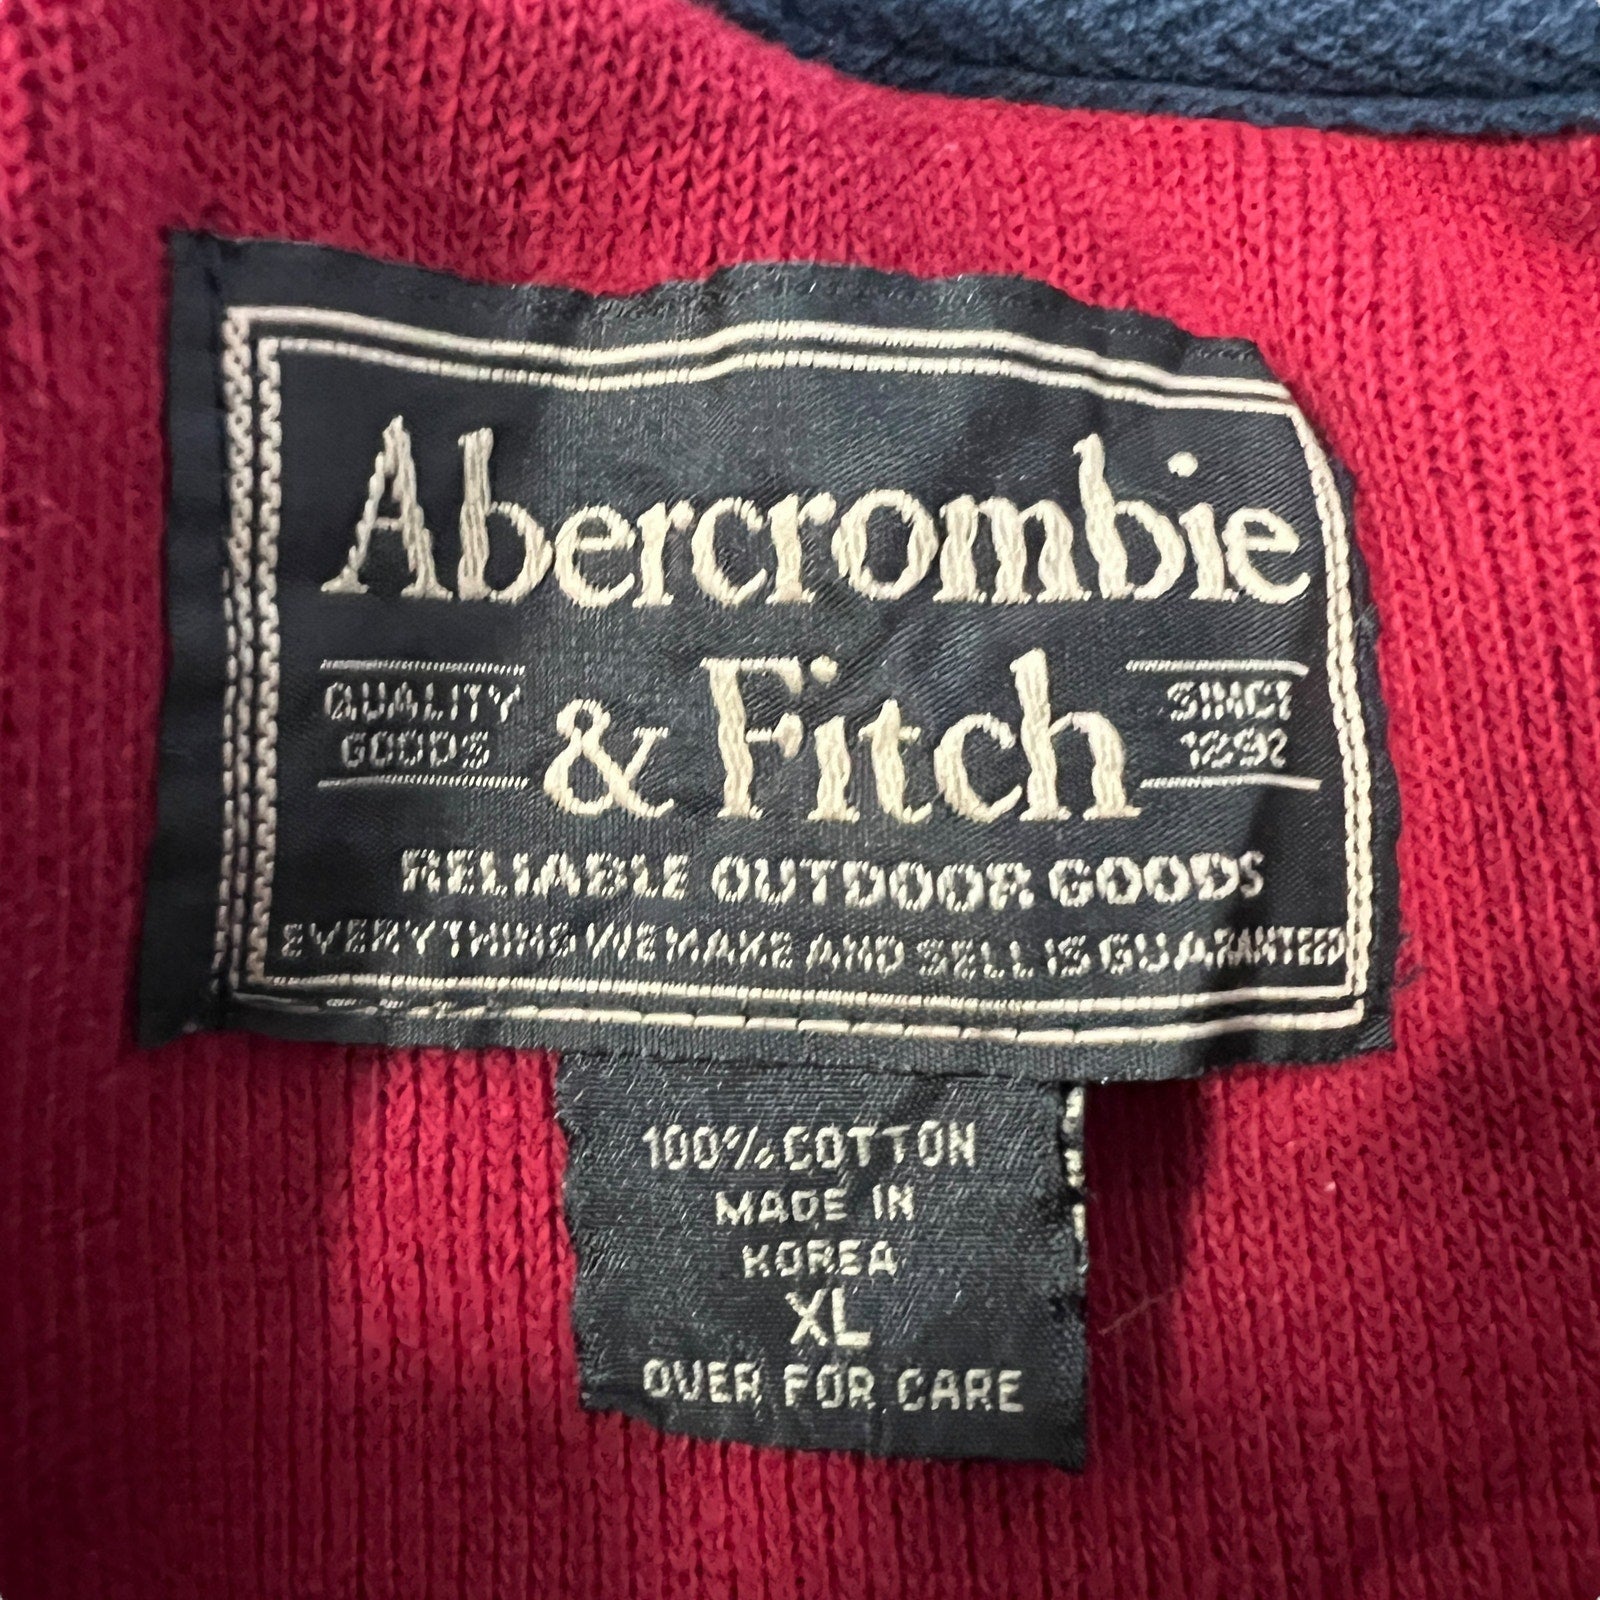 Abercrombie
QUALITY
GOODS
& Fitch
SINCE
1892
RELIABLE OUTDOOR GOODS
EVERYTHING WE MAKE AND SELL IS GUARANTEED
100% COTTON
MADE IN
KOREA
XL
OVER FOR CARE